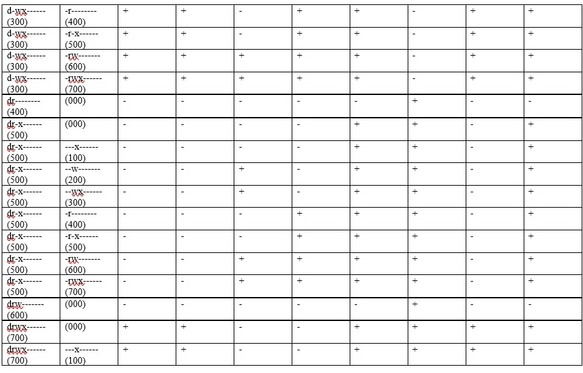 d-wx------ -r-------- + + - + + - + +
(300) (400)
d-wx------ -r-x------ + + - + + - + +
(300) (500)
d-wx------ -rw------- + + + + + - + +
(300) (600)
d-wx------ -rwx------ + + + + + - + +
(300) (700)
dr-------- (000) - - - - - + - -
(400)
dr-x------ (000) - - - - + + - +
(500)
dr-x------ ---x------ - - - - + + - +
(500) (100)
dr-x------ --w------- - - + - + + - +
(500) (200)
dr-x------ --wx------ - - + - + + - +
(500) (300)
dr-x------ -r-------- - - - + + + - +
(500) (400)
dr-x------ -r-x------ - - - + + + - +
(500) (500)
dr-x------ -rw------- - - + + + + - +
(500) (600)
dr-x------ -rwx------ - - + + + + - +
(500) (700)
drw------- (000) - - - - - + - -
(600)
drwx------ (000) + + - - + + + +
(700)
drwx------ ---x------ + + - - + + + +
(700) (100)